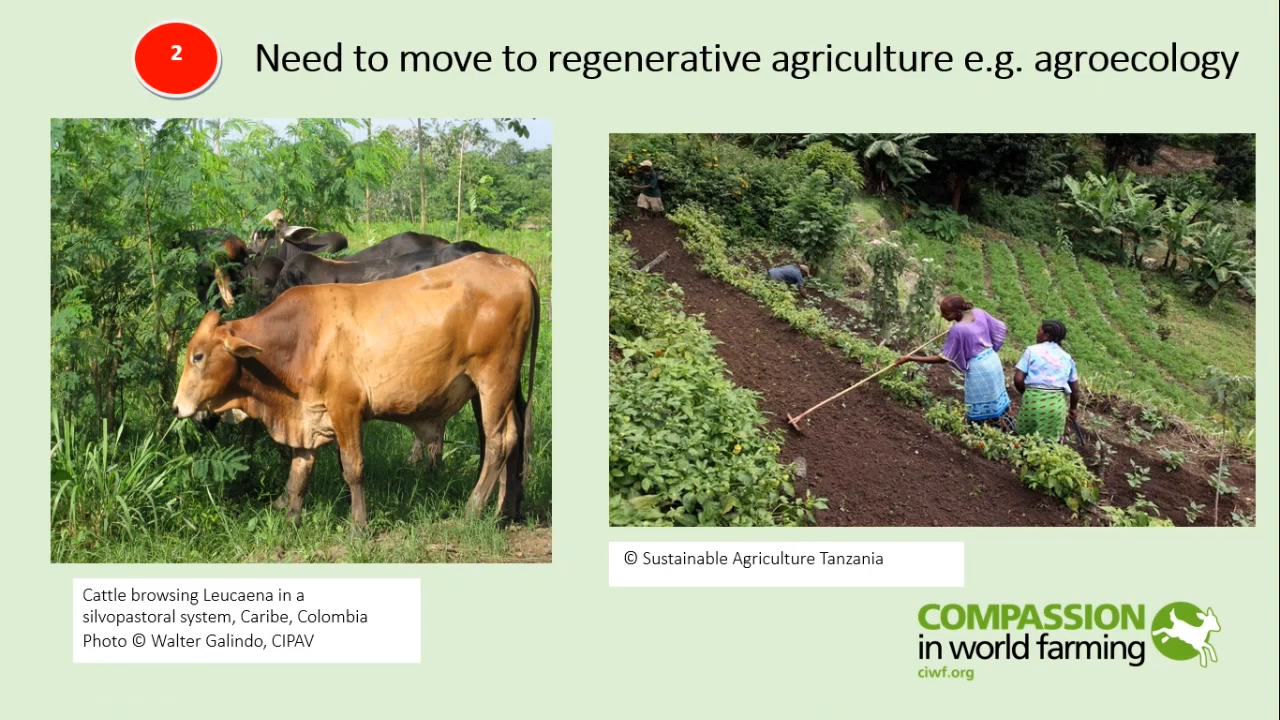 2
Need to move to regenerative agriculture e.g. agroecology
Cattle browsing Leucaena in a
silvopastoral system, Caribe, Colombia
Photo © Walter Galindo, CIPAV
© Sustainable Agriculture Tanzania
COMPASSION
in world farming
ciwf.org